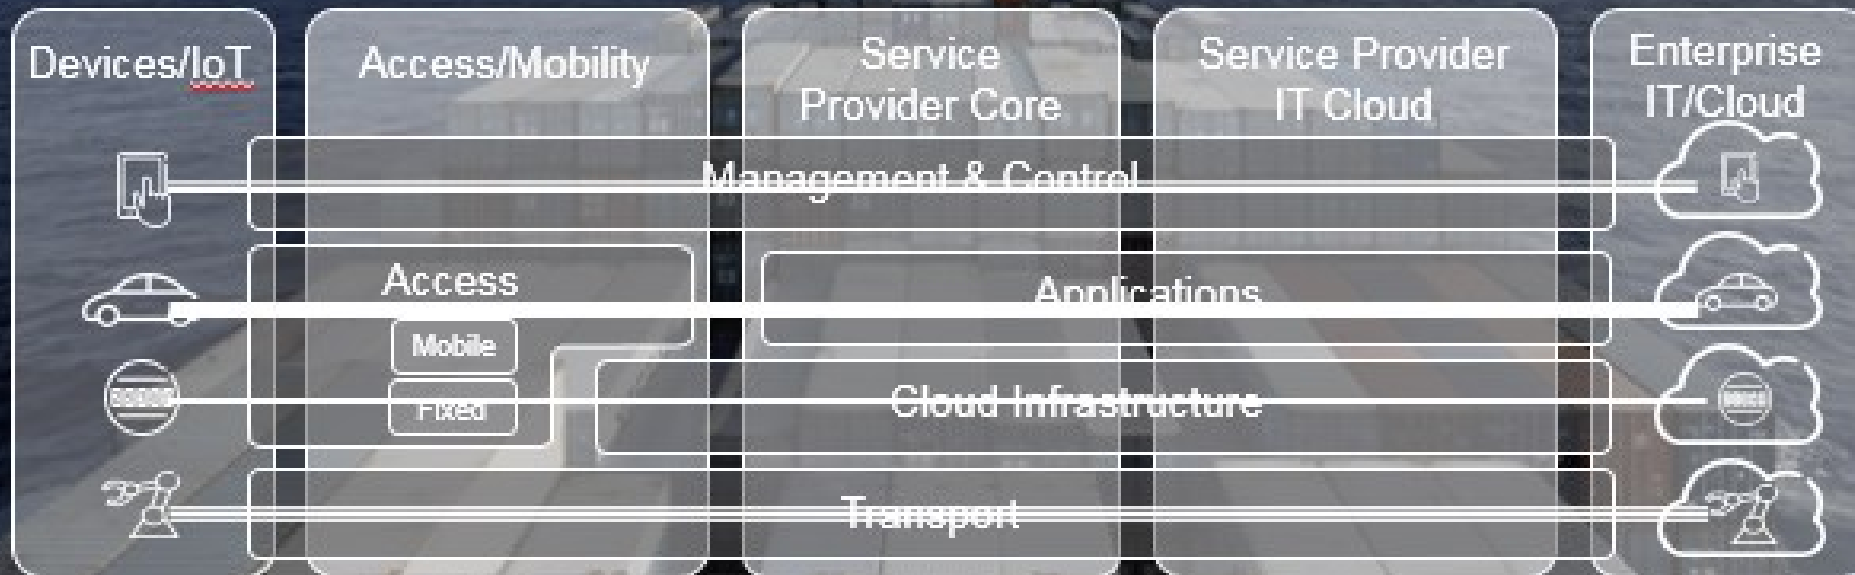 Devices/IoT
Access/Mobility
Service
Provider Core
Service Provider
IT Cloud
Enterprise
IT/Cloud
Management & Control
Access
Applications
Mobile
Fixed
Cloud Infrastructure
Transport